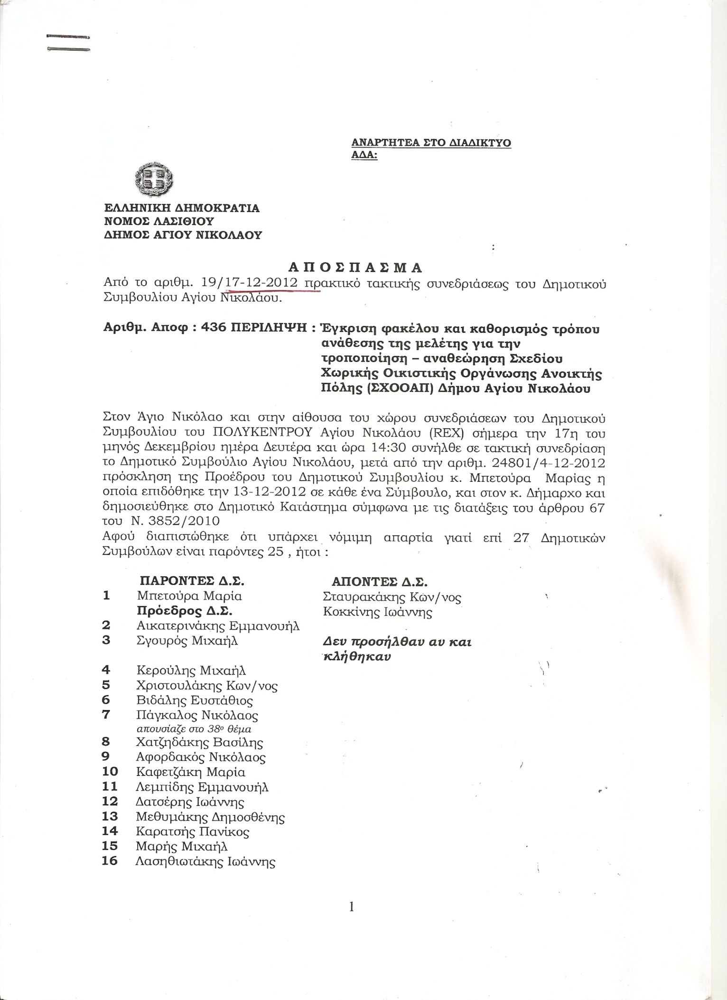 ΑΝΑΡΤΗΤΕΑ ΣΤΟ ΔΙΑΔΙΚΤΥΟ
ΑΔΑ:
ΕΛΛΗΝΙΚΗ ΔΗΜΟΚΡΑΤΙΑ
ΝΟΜΟΣ ΛΑΣΙΘΙΟΥ
ΔΗΜΟΣ ΑΓΙΟΥ ΝΙΚΟΛΑΟΥ
Α Π Ο Σ Π Α Σ Μ Α
Από το αριθμ. 19/17-12-2012 πρακτικό τακτικής συνεδριάσεως του Δημοτικού
Συμβουλίου Αγίου Νικολάου.
Αριθμ. Αποφ : 436 ΠΕΡΙΛΗΨΗ : Έγκριση φακέλου και καθορισμός τρόπου
ανάθεσης της μελέτης για την
τροποποίηση – αναθεώρηση Σχεδίου
Χωρικής Οικιστικής Οργάνωσης Ανοικτής
Πόλης (ΣΧΟΟΑΠ) Δήμου Αγίου Νικολάου
Στον Άγιο Νικόλαο και στην αίθουσα του χώρου συνεδριάσεων του Δημοτικού
Συμβουλίου του ΠΟΛΥΚΕΝΤΡΟΥ Αγίου Νικολάου (REX) σήμερα την 17η του
μηνός Δεκεμβρίου ημέρα Δευτέρα και ώρα 14:30 συνήλθε σε τακτική συνεδρίαση
το Δημοτικό Συμβούλιο Αγίου Νικολάου, μετά από την αριθμ. 24801/4-12-2012
πρόσκληση της Προέδρου του Δημοτικού Συμβουλίου κ. Μπετούρα Μαρίας η
οποία επιδόθηκε την 13-12-2012 σε κάθε ένα Σύμβουλο, και στον κ. Δήμαρχο και
δημοσιεύθηκε στο Δημοτικό Κατάστημα σύμφωνα με τις διατάξεις του άρθρου 67
του Ν. 3852/2010
Αφού διαπιστώθηκε ότι υπάρχει νόμιμη απαρτία γιατί επί 27 Δημοτικών
Συμβούλων είναι παρόντες 25 , ήτοι :
ΠΑΡΟΝΤΕΣ Δ.Σ. ΑΠΟΝΤΕΣ Δ.Σ.
1 Μπετούρα Μαρία Σταυρακάκης Κων/νος
Πρόεδρος Δ.Σ. Κοκκίνης Ιωάννης
2 Αικατερινάκης Εμμανουήλ
3 Σγουρός Μιχαήλ Δεν προσήλθαν αν και
κλήθηκαν
4 Κερούλης Μιχαήλ
5 Χριστουλάκης Κων/νος
6 Βιδάλης Ευστάθιος
7 Πάγκαλος Νικόλαος
απουσίαζε στο 38ο θέμα
8 Χατζηδάκης Βασίλης
9 Αφορδακός Νικόλαος
10 Καφετζάκη Μαρία
11 Λεμπίδης Εμμανουήλ
12 Δατσέρης Ιωάννης
13 Μεθυμάκης Δημοσθένης
14 Καρατσής Πανίκος
15 Μαρής Μιχαήλ
16 Λασηθιωτάκης Ιωάννης
1